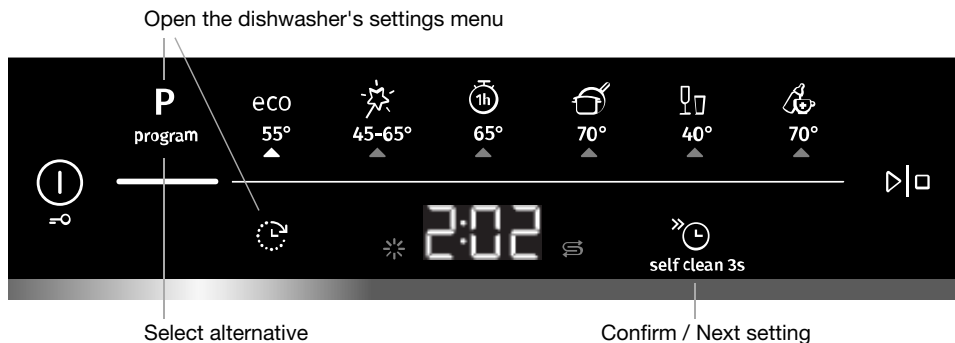 Open the dishwasher's settings menu
P
program
eco
55°
45-65°
1h
65°
70°
40°
70°
2:02
self clean 3s
Select alternative
Confirm / Next setting